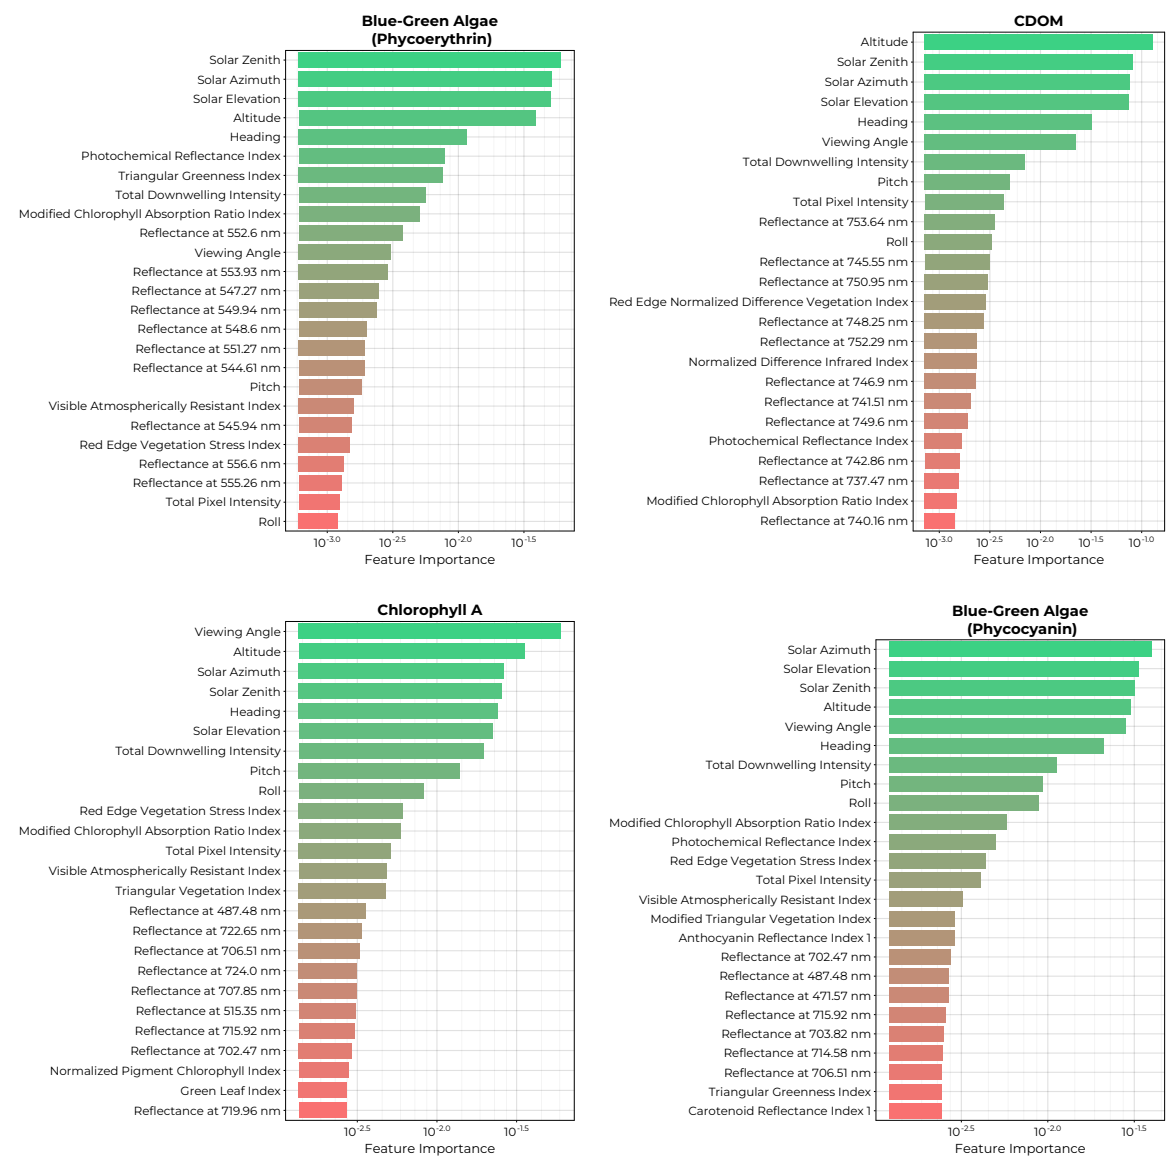 Blue-Green Algae
(Phycoerythrin)
Solar Zenith
Solar Azimuth
Solar Elevation
Altitude
Heading
Photochemical Reflectance Index
Triangular Greenness Index
Total Downwelling Intensity
Modified Chlorophyll Absorption Ratio Index
Reflectance at 552.6 nm
Viewing Angle
Reflectance at 553.93 nm
Reflectance at 547.27 nm
Reflectance at 549.94 nm
Reflectance at 548.6 nm
Reflectance at 551.27 nm
Reflectance at 544.61 nm
Pitch
Visible Atmospherically Resistant Index
Reflectance at 545.94 nm
Red Edge Vegetation Stress Index
Reflectance at 556.6 nm
Reflectance at 555.26 nm
Total Pixel Intensity
Roll
10^-3.0 10^-2.5 10^-2.0 10^-1.5
Feature Importance
CDOM
Altitude
Solar Zenith
Solar Azimuth
Solar Elevation
Heading
Viewing Angle
Total Downwelling Intensity
Pitch
Total Pixel Intensity
Reflectance at 753.64 nm
Roll
Reflectance at 745.55 nm
Reflectance at 750.95 nm
Red Edge Normalized Difference Vegetation Index
Reflectance at 748.25 nm
Reflectance at 752.29 nm
Normalized Difference Infrared Index
Reflectance at 746.9 nm
Reflectance at 741.51 nm
Reflectance at 749.6 nm
Photochemical Reflectance Index
Reflectance at 742.86 nm
Reflectance at 737.47 nm
Modified Chlorophyll Absorption Ratio Index
Reflectance at 740.16 nm
10^-3.0 10^-2.5 10^-2.0 10^-1.5 10^-1.0
Feature Importance
Chlorophyll A
Viewing Angle
Altitude
Solar Azimuth
Solar Zenith
Heading
Solar Elevation
Total Downwelling Intensity
Pitch
Roll
Red Edge Vegetation Stress Index
Modified Chlorophyll Absorption Ratio Index
Total Pixel Intensity
Visible Atmospherically Resistant Index
Triangular Vegetation Index
Reflectance at 487.48 nm
Reflectance at 722.65 nm
Reflectance at 706.51 nm
Reflectance at 724.0 nm
Reflectance at 707.85 nm
Reflectance at 515.35 nm
Reflectance at 715.92 nm
Reflectance at 702.47 nm
Normalized Pigment Chlorophyll Index
Green Leaf Index
Reflectance at 719.96 nm
10^-2.5 10^-2.0 10^-1.5
Feature Importance
Blue-Green Algae
(Phycocyanin)
Solar Azimuth
Solar Elevation
Solar Zenith
Altitude
Viewing Angle
Heading
Total Downwelling Intensity
Pitch
Roll
Modified Chlorophyll Absorption Ratio Index
Photochemical Reflectance Index
Red Edge Vegetation Stress Index
Total Pixel Intensity
Visible Atmospherically Resistant Index
Modified Triangular Vegetation Index
Anthocyanin Reflectance Index 1
Reflectance at 702.47 nm
Reflectance at 487.48 nm
Reflectance at 471.57 nm
Reflectance at 715.92 nm
Reflectance at 703.82 nm
Reflectance at 714.58 nm
Reflectance at 706.51 nm
Triangular Greenness Index
Carotenoid Reflectance Index 1
10^-2.5 10^-2.0 10^-1.5
Feature Importance